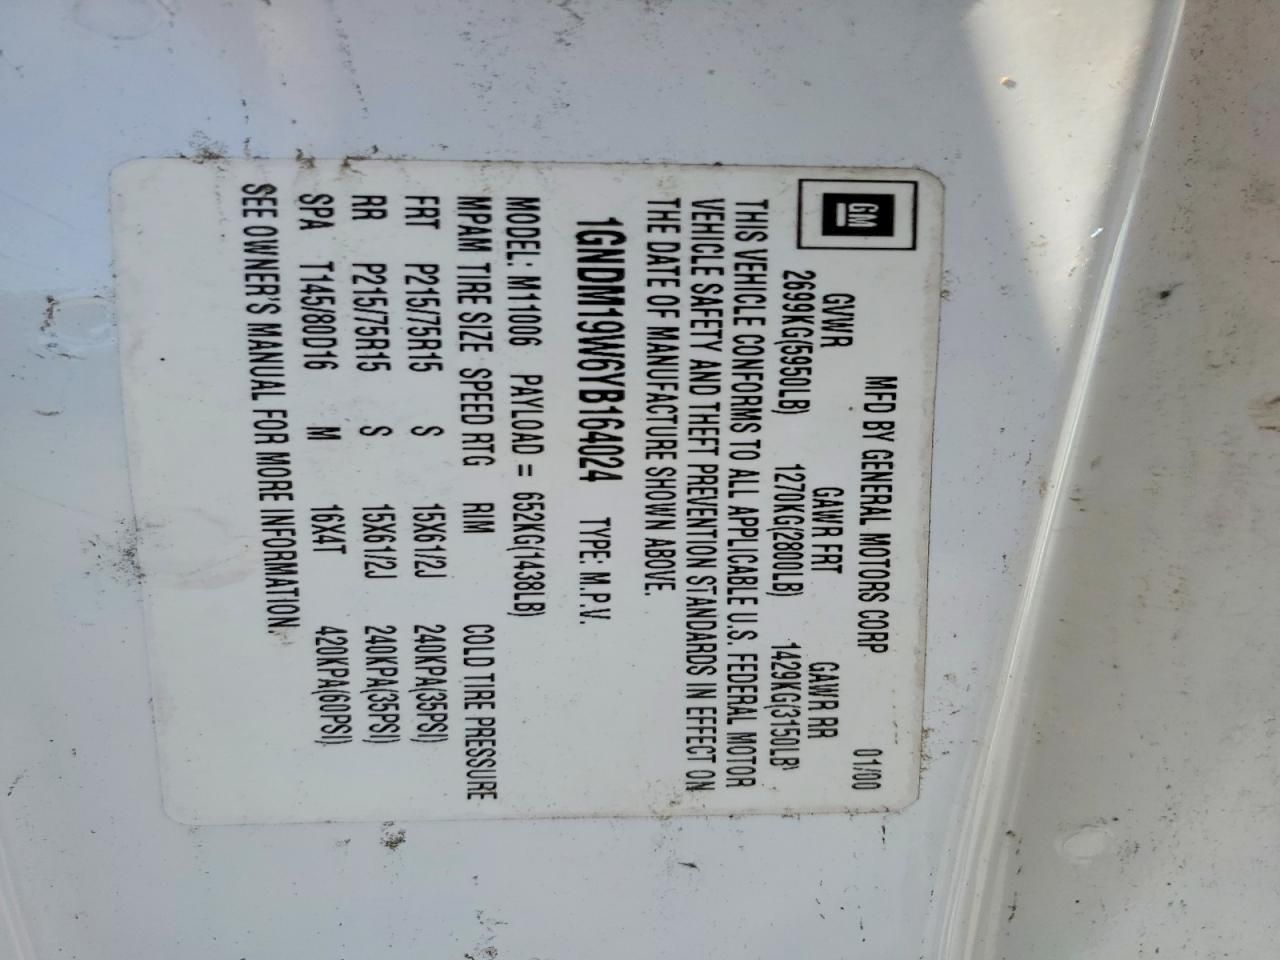 GM
MFD BY GENERAL MOTORS CORP 01/00
GVWR GAWR FRT GAWR RR
2699KG(5950LB) 1270KG(2800LB) 1429KG(3150LB)
THIS VEHICLE CONFORMS TO ALL APPLICABLE U.S. FEDERAL MOTOR
VEHICLE SAFETY AND THEFT PREVENTION STANDARDS IN EFFECT ON
THE DATE OF MANUFACTURE SHOWN ABOVE.
1GNDM19W6YB164024 TYPE: M.P.V.
MODEL: M11006 PAYLOAD = 652KG(1438LB)
MPAM TIRE SIZE SPEED RTG RIM COLD TIRE PRESSURE
FRT P215/75R15 S 15X61/2J 240KPA(35PSI)
RR P215/75R15 S 15X61/2J 240KPA(35PSI)
SPA T145/80D16 M 16X4T 420KPA(60PSI)
SEE OWNER'S MANUAL FOR MORE INFORMATION.